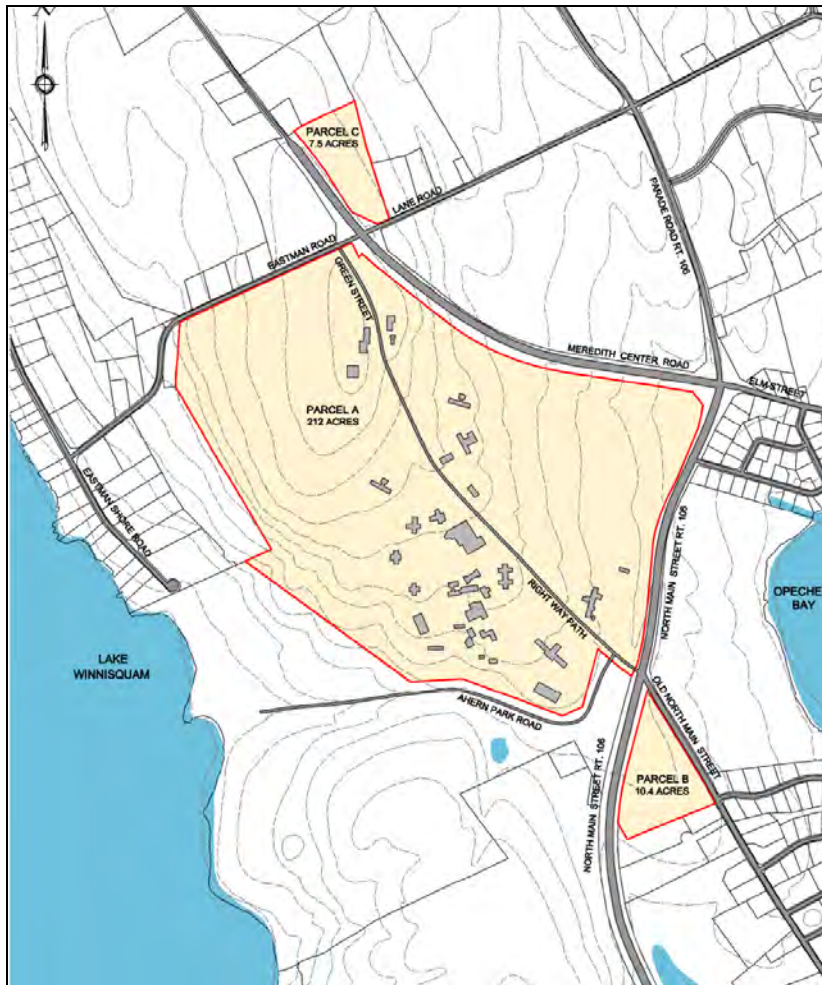 PARCEL C
7.5 ACRES
LANE ROAD
PARADE ROAD RT. 106
EASTMAN ROAD
GREEN STREET
MEREDITH CENTER ROAD
ELM STREET
PARCEL A
212 ACRES
EASTMAN SHORE ROAD
NORTH MAIN STREET RT. 106
OPECHE
BAY
RIGHT WAY PATH
LAKE
WINNISQUAM
OLD NORTH MAIN STREET
AHERN PARK ROAD
PARCEL B
10.4 ACRES
NORTH MAIN STREET RT. 106